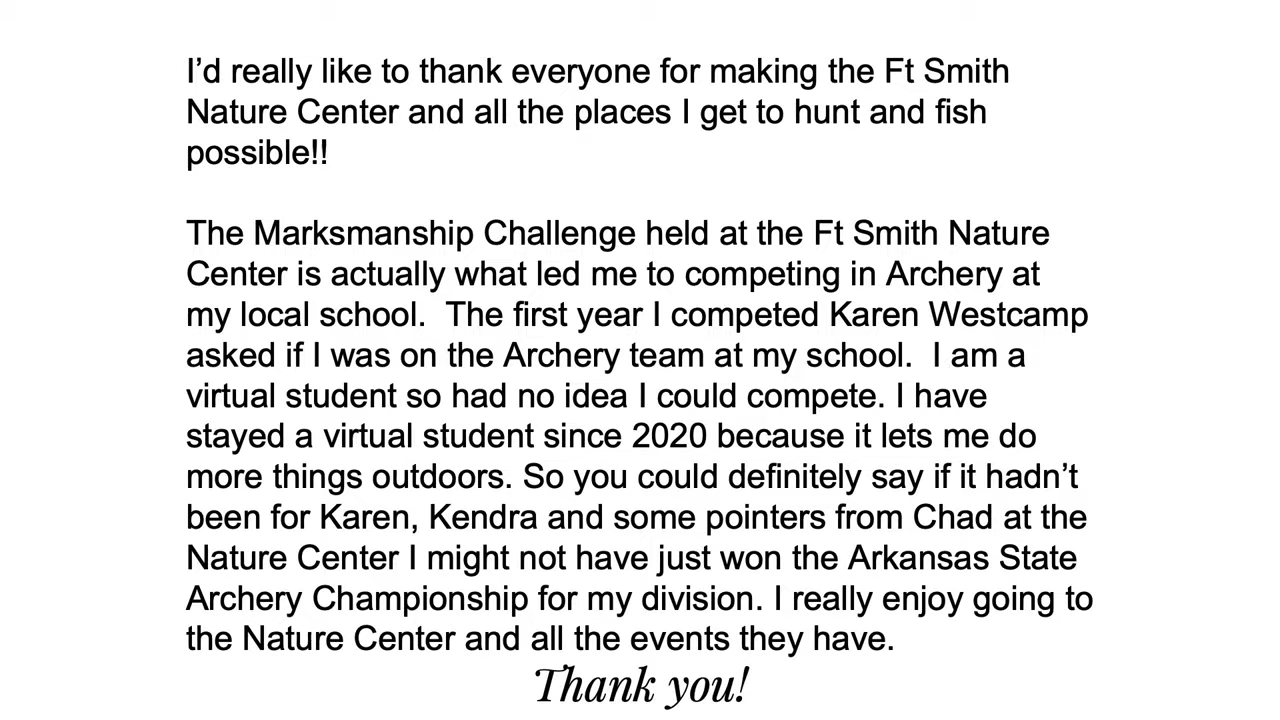 I’d really like to thank everyone for making the Ft Smith
Nature Center and all the places I get to hunt and fish
possible!!
The Marksmanship Challenge held at the Ft Smith Nature
Center is actually what led me to competing in Archery at
my local school.  The first year I competed Karen Westcamp
asked if I was on the Archery team at my school.  I am a
virtual student so had no idea I could compete. I have
stayed a virtual student since 2020 because it lets me do
more things outdoors. So you could definitely say if it hadn’t
been for Karen, Kendra and some pointers from Chad at the
Nature Center I might not have just won the Arkansas State
Archery Championship for my division. I really enjoy going to
the Nature Center and all the events they have.
Thank you!